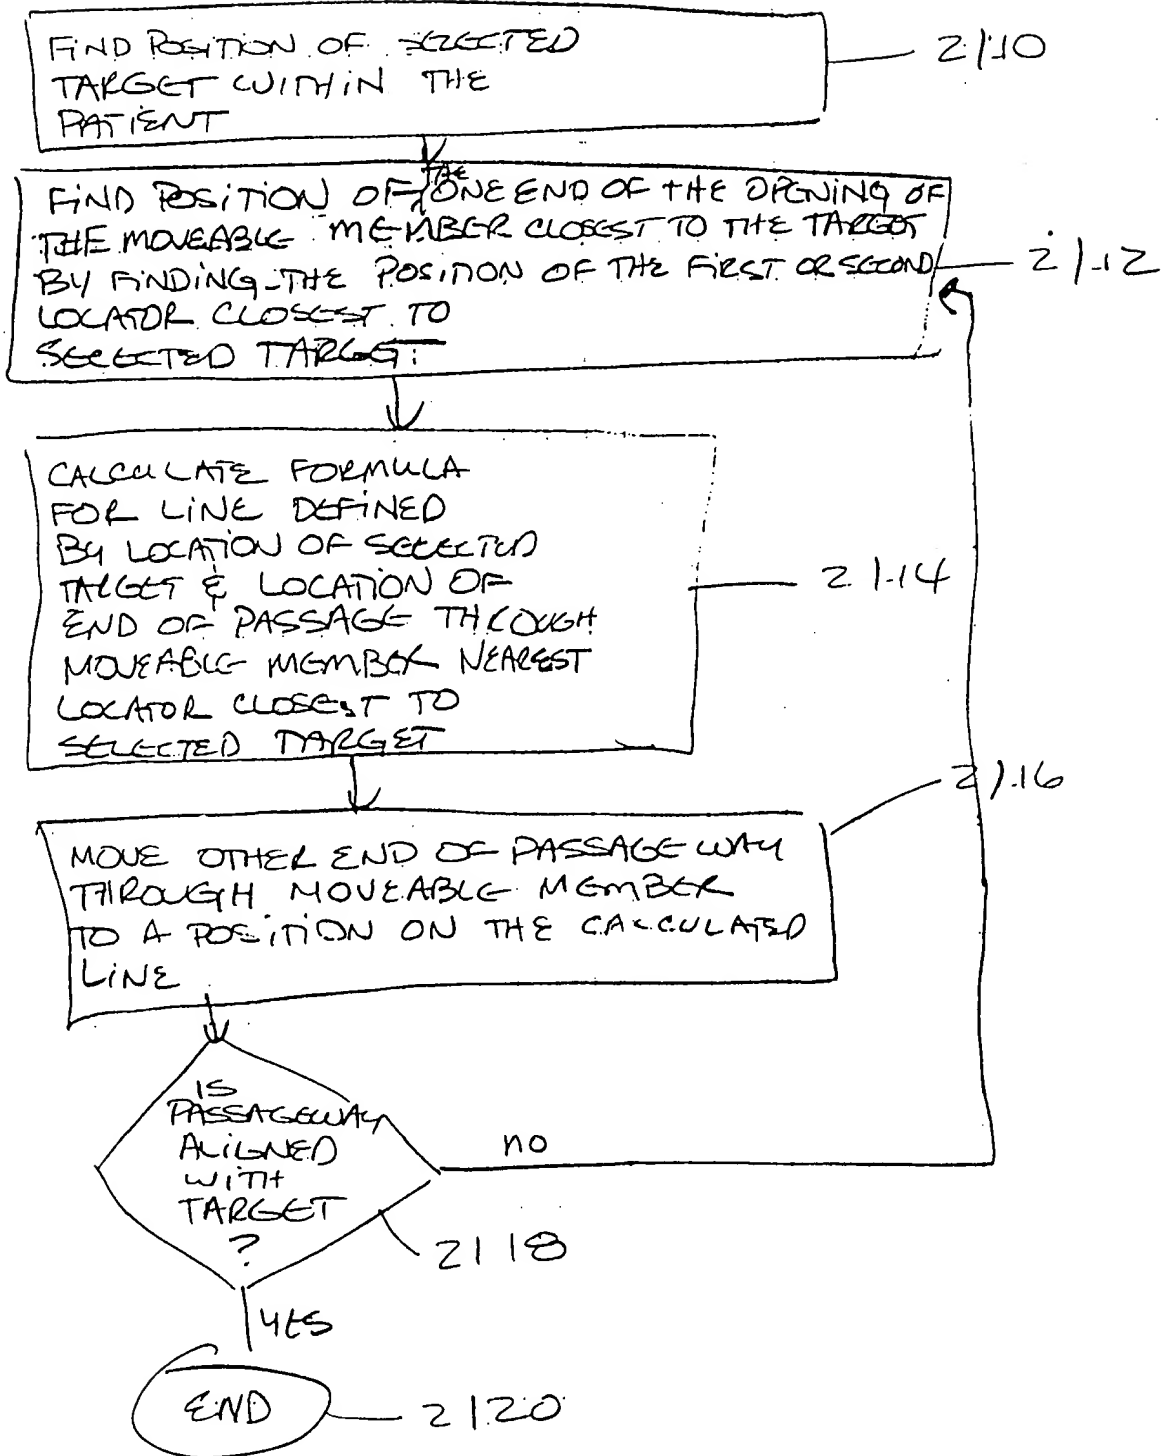 FIND POSITION OF SELECTED
TARGET WITHIN THE
PATIENT
2110
THE
FIND POSITION OF ONE END OF THE OPENING OF
THE MOVEABLE MEMBER CLOSEST TO THE TARGET
BY FINDING THE POSITION OF THE FIRST OR SECOND
LOCATOR CLOSEST TO
SELECTED TARGET
2112
CALCULATE FORMULA
FOR LINE DEFINED
BY LOCATION OF SELECTED
TARGET & LOCATION OF
END OF PASSAGE THROUGH
MOVEABLE MEMBER NEAREST
LOCATOR CLOSEST TO
SELECTED TARGET
2114
MOVE OTHER END OF PASSAGEWAY
THROUGH MOVEABLE MEMBER
TO A POSITION ON THE CALCULATED
LINE
2116
IS
PASSAGEWAY
ALIGNED
WITH
TARGET
?
no
2118
YES
END
2120